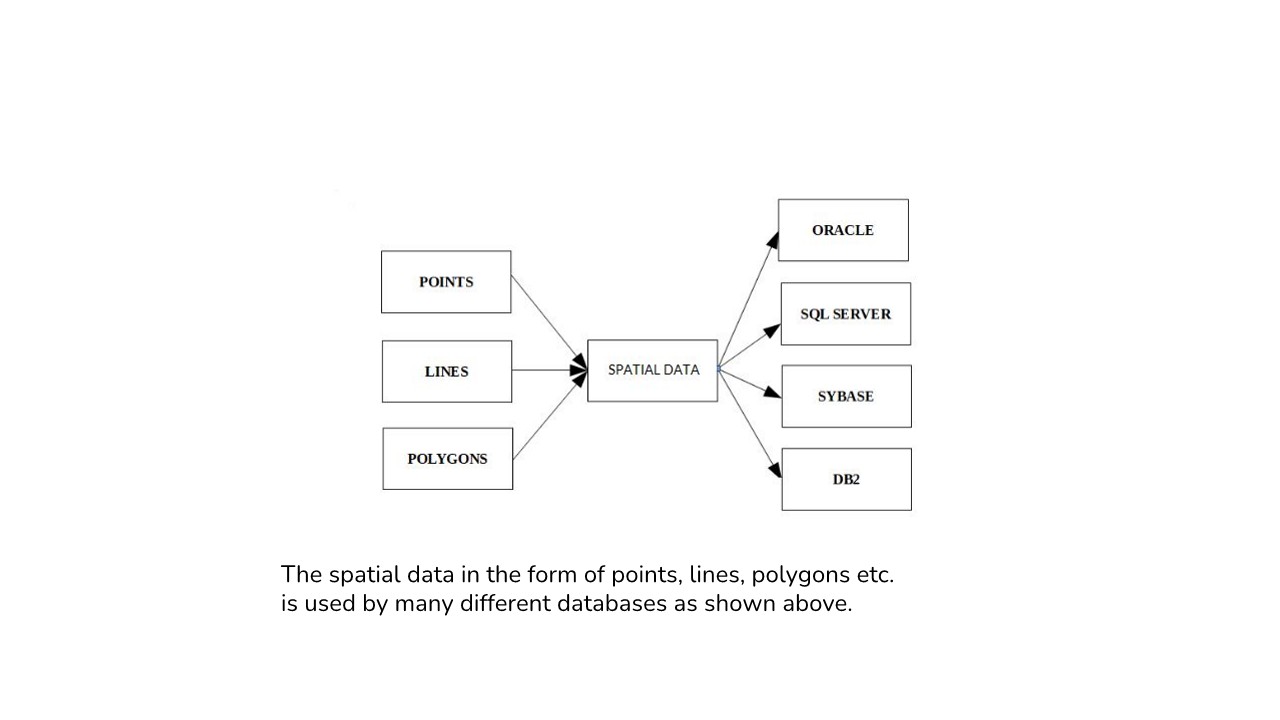 POINTS
LINES
POLYGONS
SPATIAL DATA
ORACLE
SQL SERVER
SYBASE
DB2
The spatial data in the form of points, lines, polygons etc.
is used by many different databases as shown above.